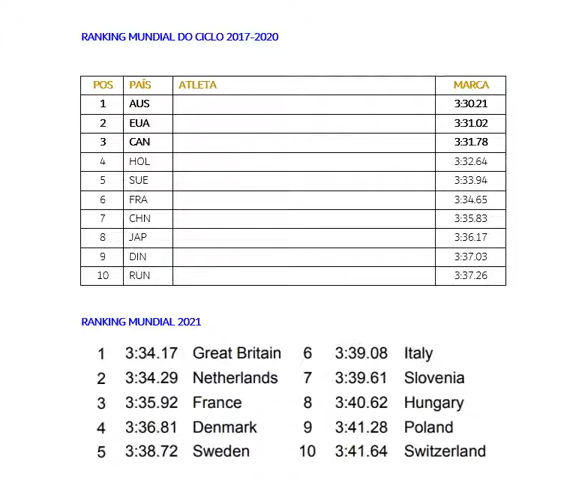 RANKING MUNDIAL DO CICLO 2017-2020
POS PAÍS ATLETA MARCA
1 AUS 3:30.21
2 EUA 3:31.02
3 CAN 3:31.78
4 HOL 3:32.64
5 SUE 3:33.94
6 FRA 3:34.65
7 CHN 3:35.83
8 JAP 3:36.17
9 DIN 3:37.03
10 RUN 3:37.26
RANKING MUNDIAL 2021
1 3:34.17 Great Britain 6 3:39.08 Italy
2 3:34.29 Netherlands 7 3:39.61 Slovenia
3 3:35.92 France 8 3:40.62 Hungary
4 3:36.81 Denmark 9 3:41.28 Poland
5 3:38.72 Sweden 10 3:41.64 Switzerland